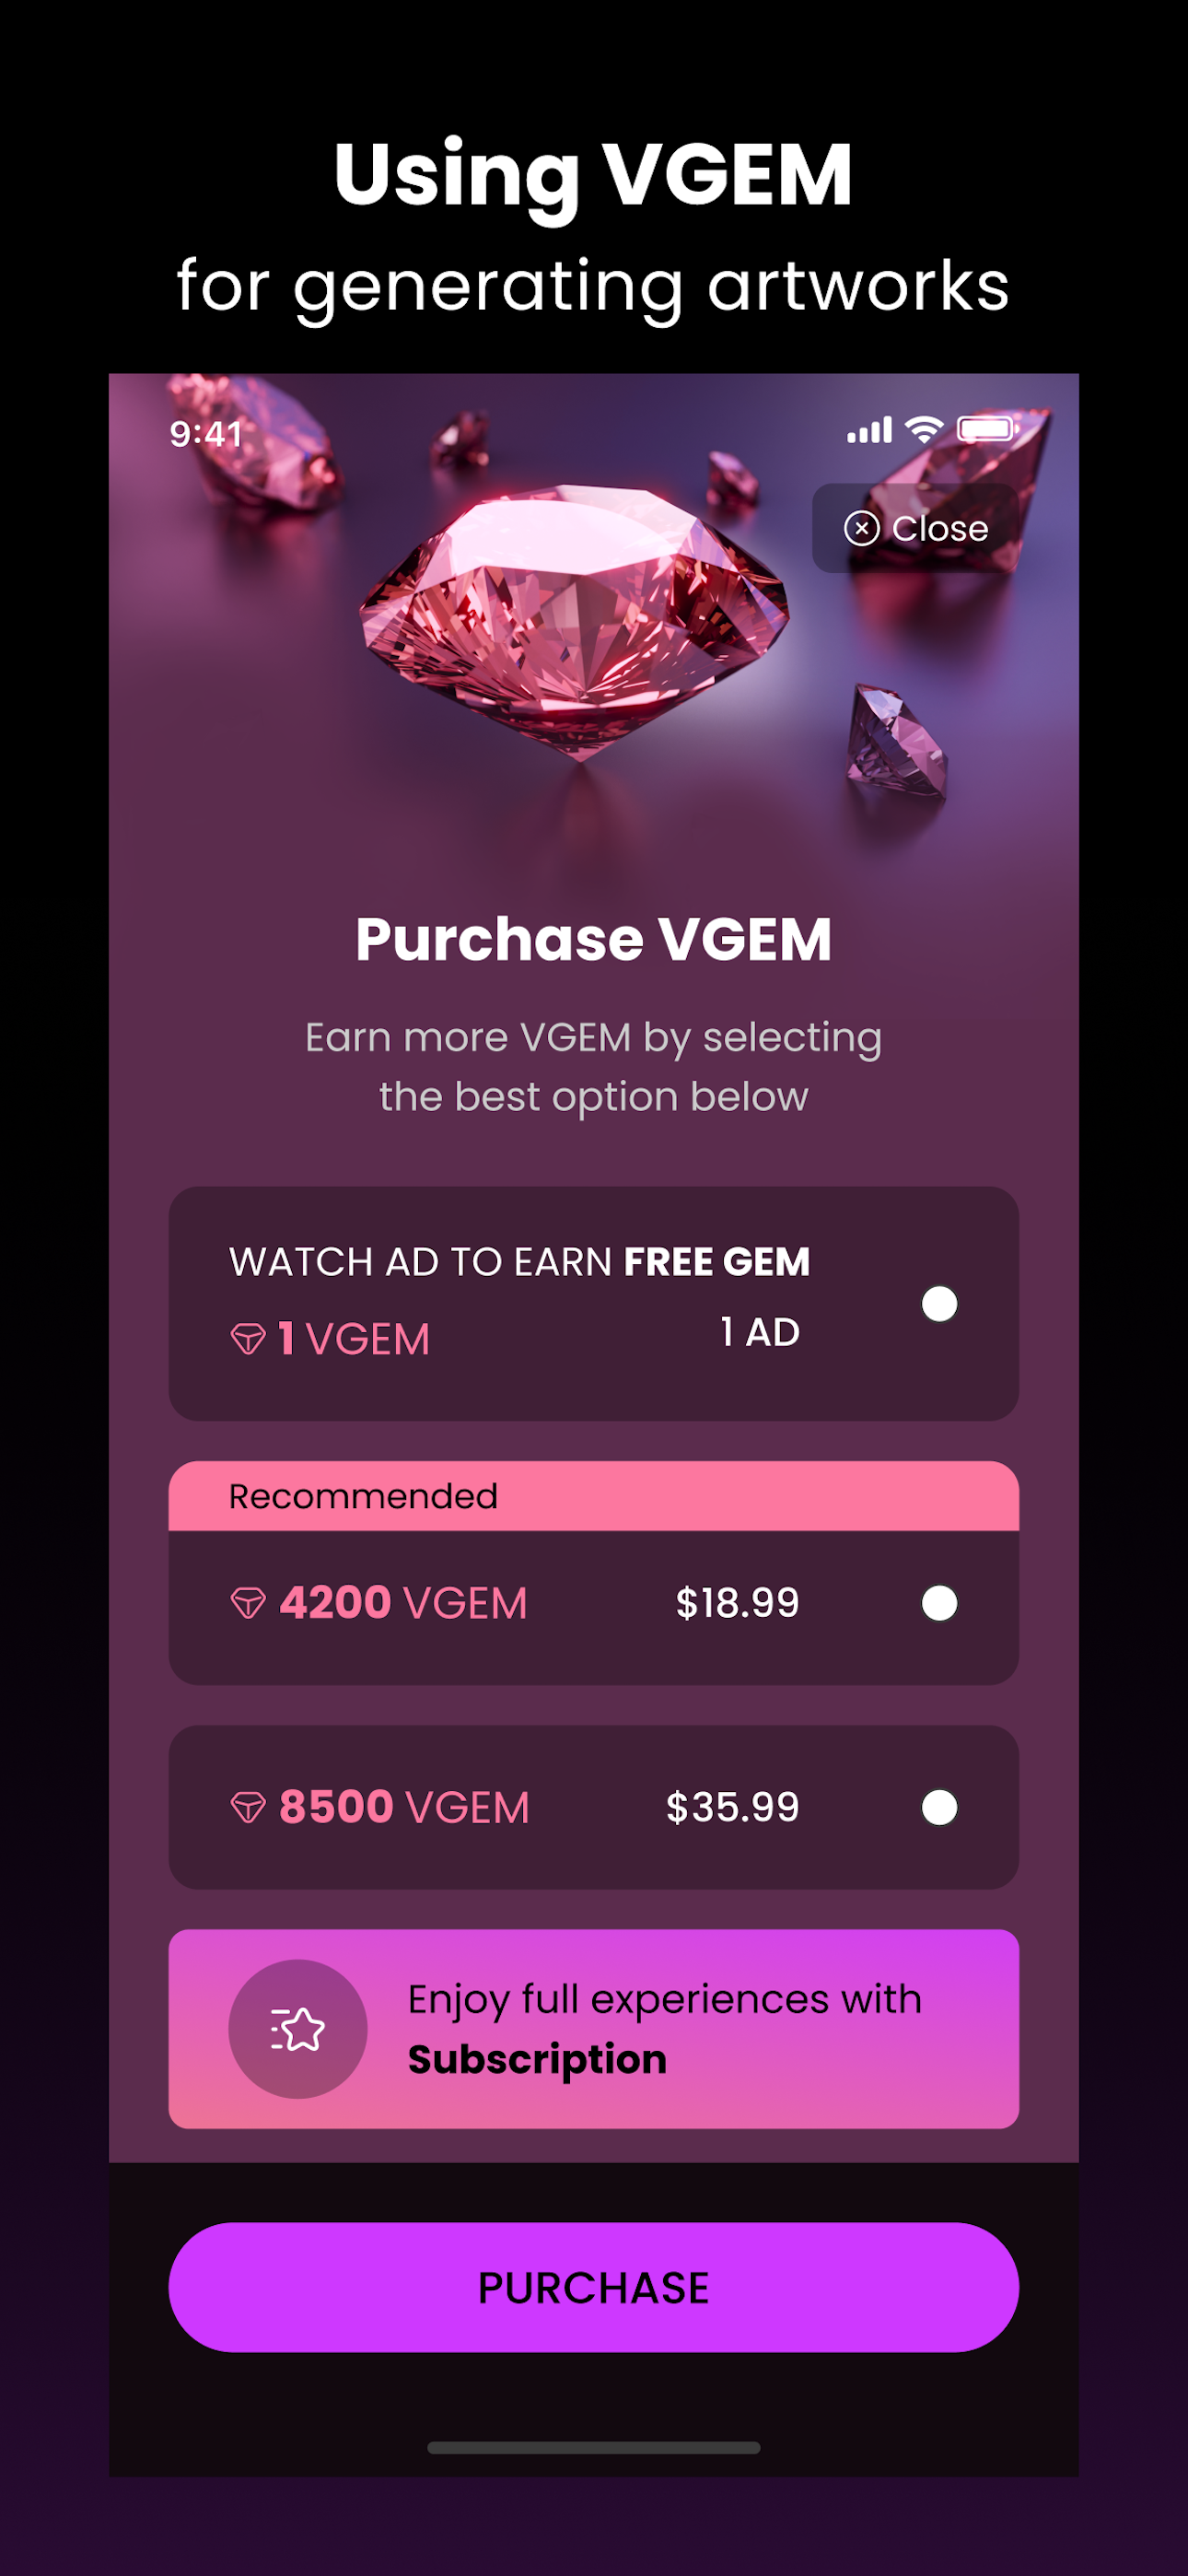 Using VGEM
for generating artworks
9:41
Close
Purchase VGEM
Earn more VGEM by selecting
the best option below
WATCH AD TO EARN FREE GEM
1 VGEM 1 AD
Recommended
4200 VGEM $18.99
8500 VGEM $35.99
Enjoy full experiences with
Subscription
PURCHASE